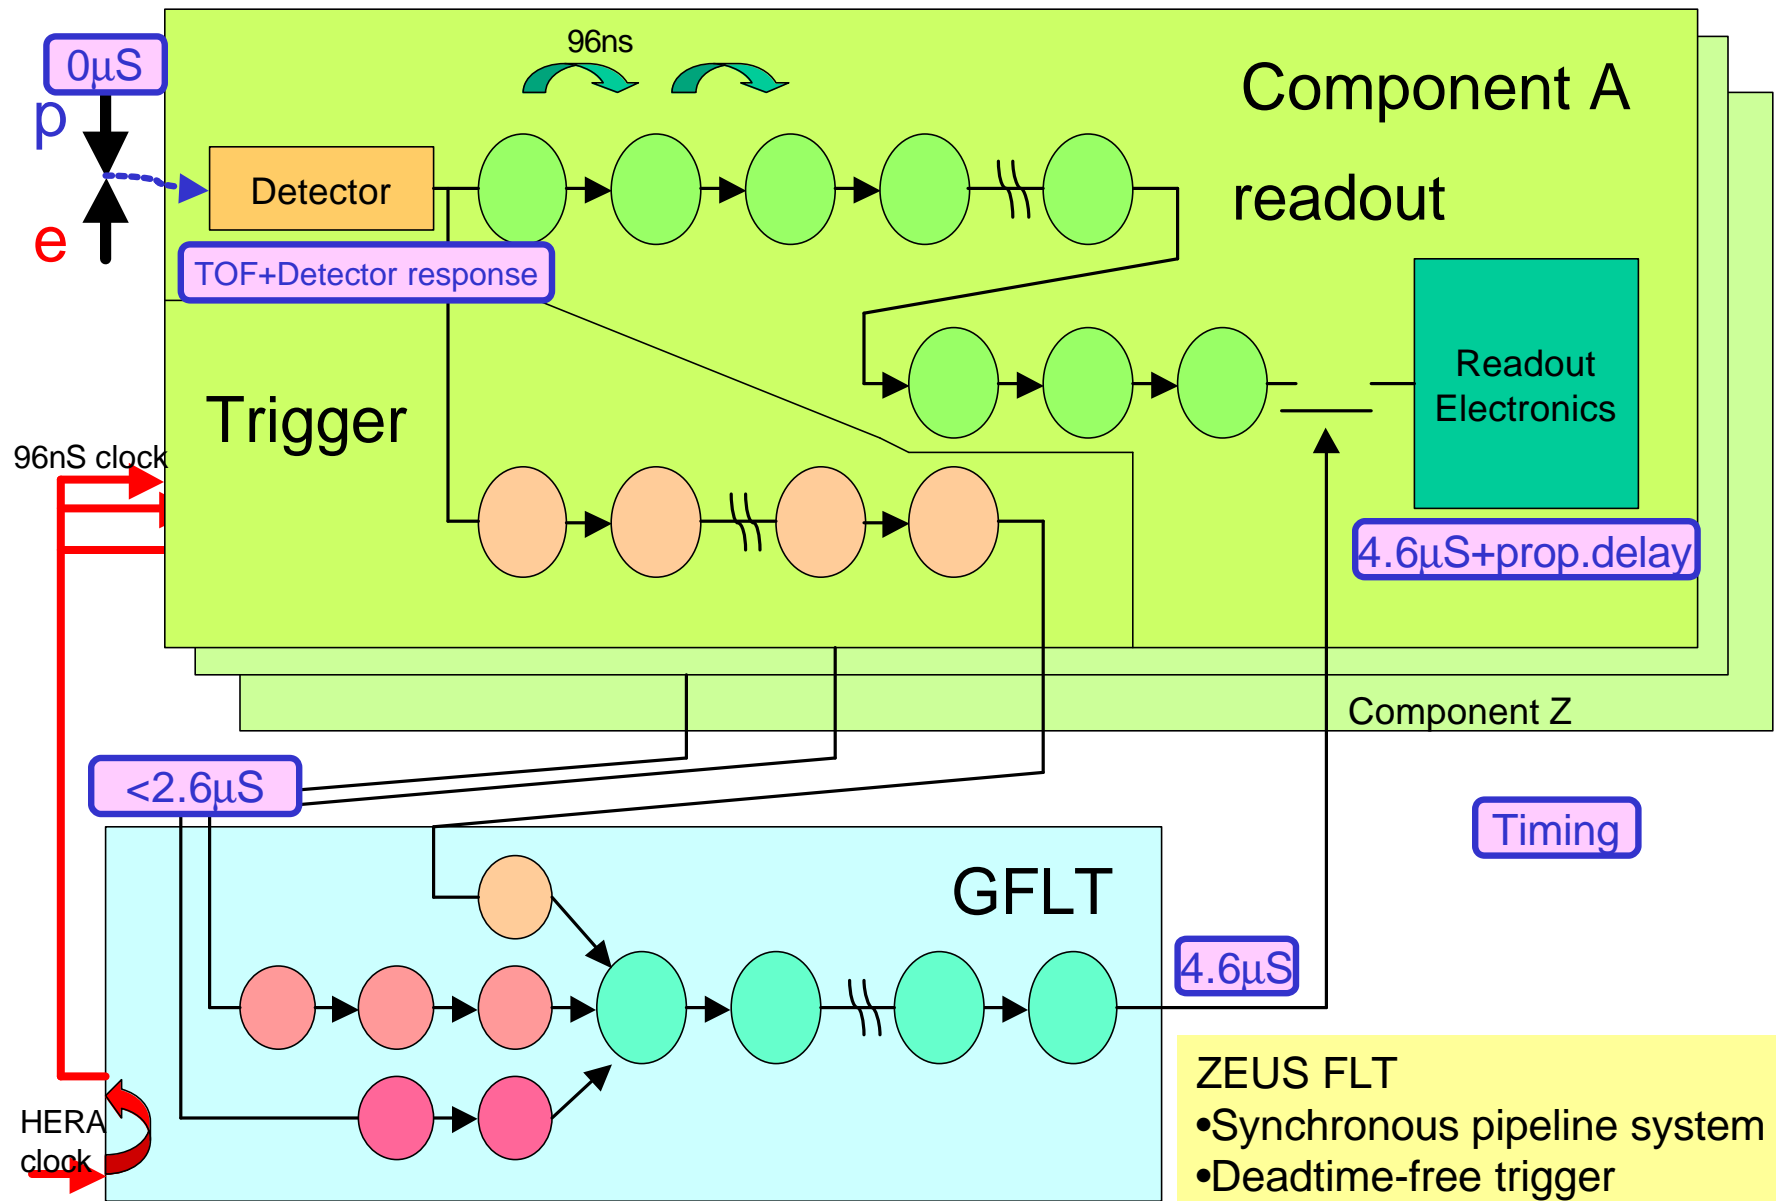 96ns
0μS
Component A
p
Detector
readout
e
TOF+Detector response
Readout
Electronics
Trigger
96nS clock
4.6μS+prop.delay
Component Z
<2.6μS
Timing
GFLT
4.6μS
ZEUS FLT
•Synchronous pipeline system
•Deadtime-free trigger
HERA
clock